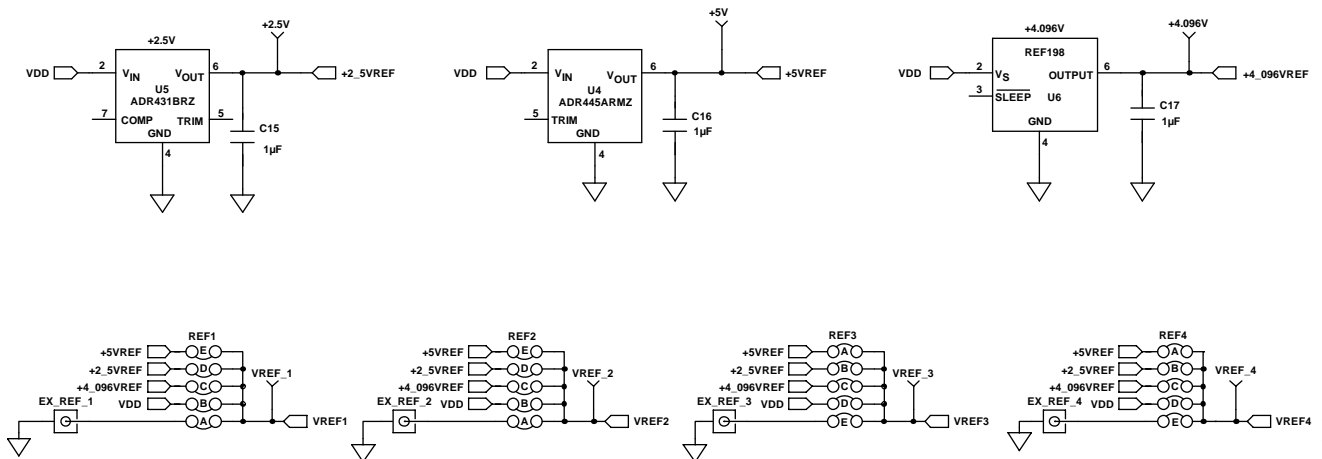 +2.5V
+2.5V
VDD
2
VIN
VOUT
6
+2_5VREF
U5
ADR431BRZ
7
COMP
TRIM
5
GND
4
C15
1µF
+5V
VDD
2
VIN
VOUT
6
+5VREF
U4
ADR445ARMZ
5
TRIM
GND
4
C16
1µF
+4.096V
+4.096V
REF198
VDD
2
VS
OUTPUT
6
+4_096VREF
3
SLEEP
U6
GND
4
C17
1µF
REF1
+5VREF
E
+2_5VREF
D
VREF_1
+4_096VREF
C
EX_REF_1
VDD
B
A
VREF1
REF2
+5VREF
E
+2_5VREF
D
VREF_2
+4_096VREF
C
EX_REF_2
VDD
B
A
VREF2
REF3
+5VREF
A
+2_5VREF
B
VREF_3
+4_096VREF
C
EX_REF_3
VDD
D
E
VREF3
REF4
+5VREF
A
+2_5VREF
B
VREF_4
+4_096VREF
C
EX_REF_4
VDD
D
E
VREF4